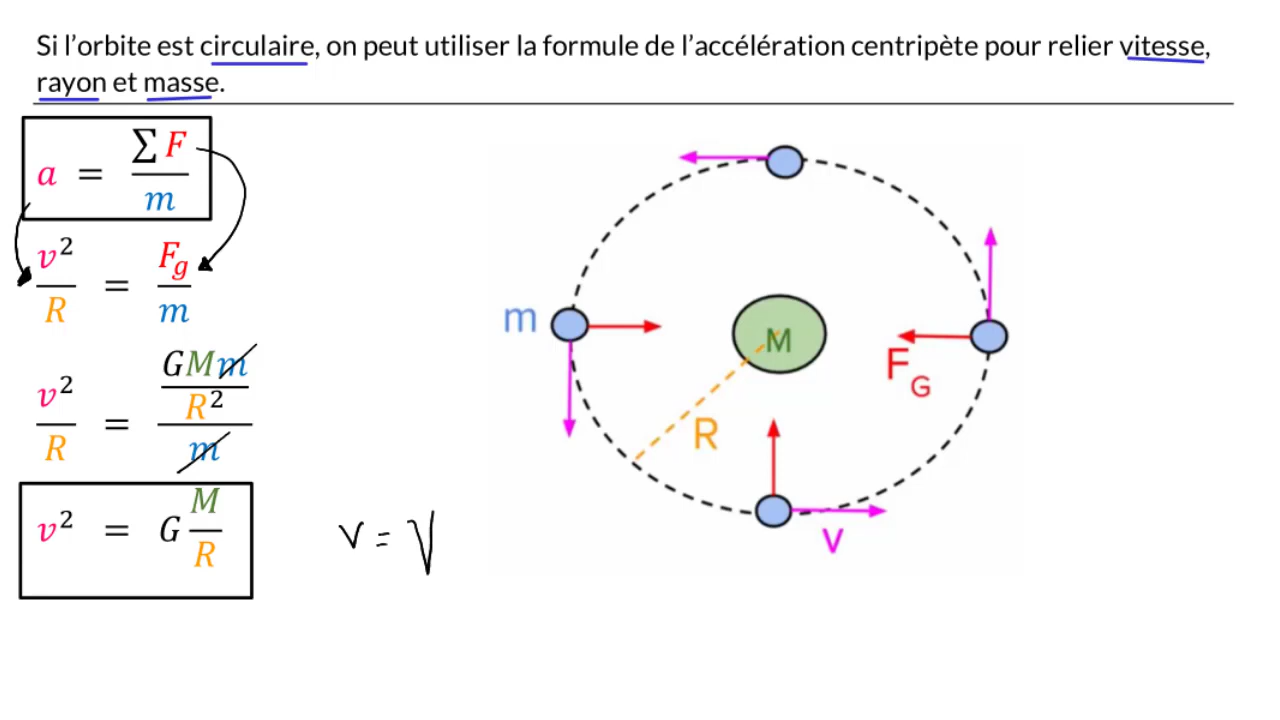 Si l'orbite est circulaire, on peut utiliser la formule de l'accélération centripète pour relier vitesse,
rayon et masse.
a = ∑ F / m
v² / R = F_g / m
v² / R = (GMm / R²) / m
v² = G M / R
v = √
m
M
R
F_G
v